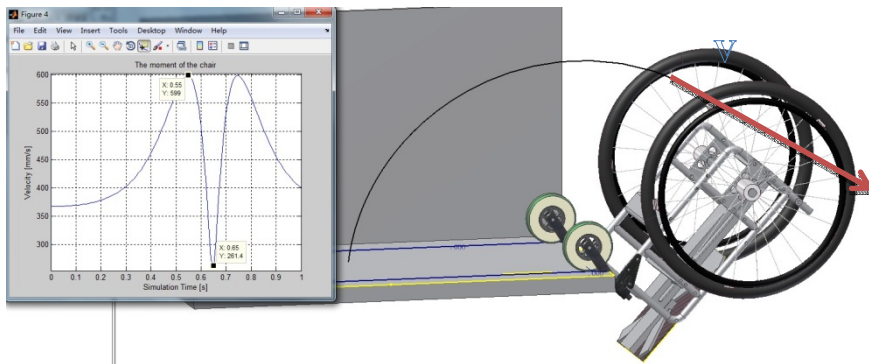 Figure 4
File Edit View Insert Tools Desktop Window Help
The moment of the chair
X: 0.55
Y: 599
X: 0.65
Y: 261.4
Velocity [mm/s]
600
550
500
450
400
350
300
0 0.1 0.2 0.3 0.4 0.5 0.6 0.7 0.8 0.9 1
Simulation Time [s]
V